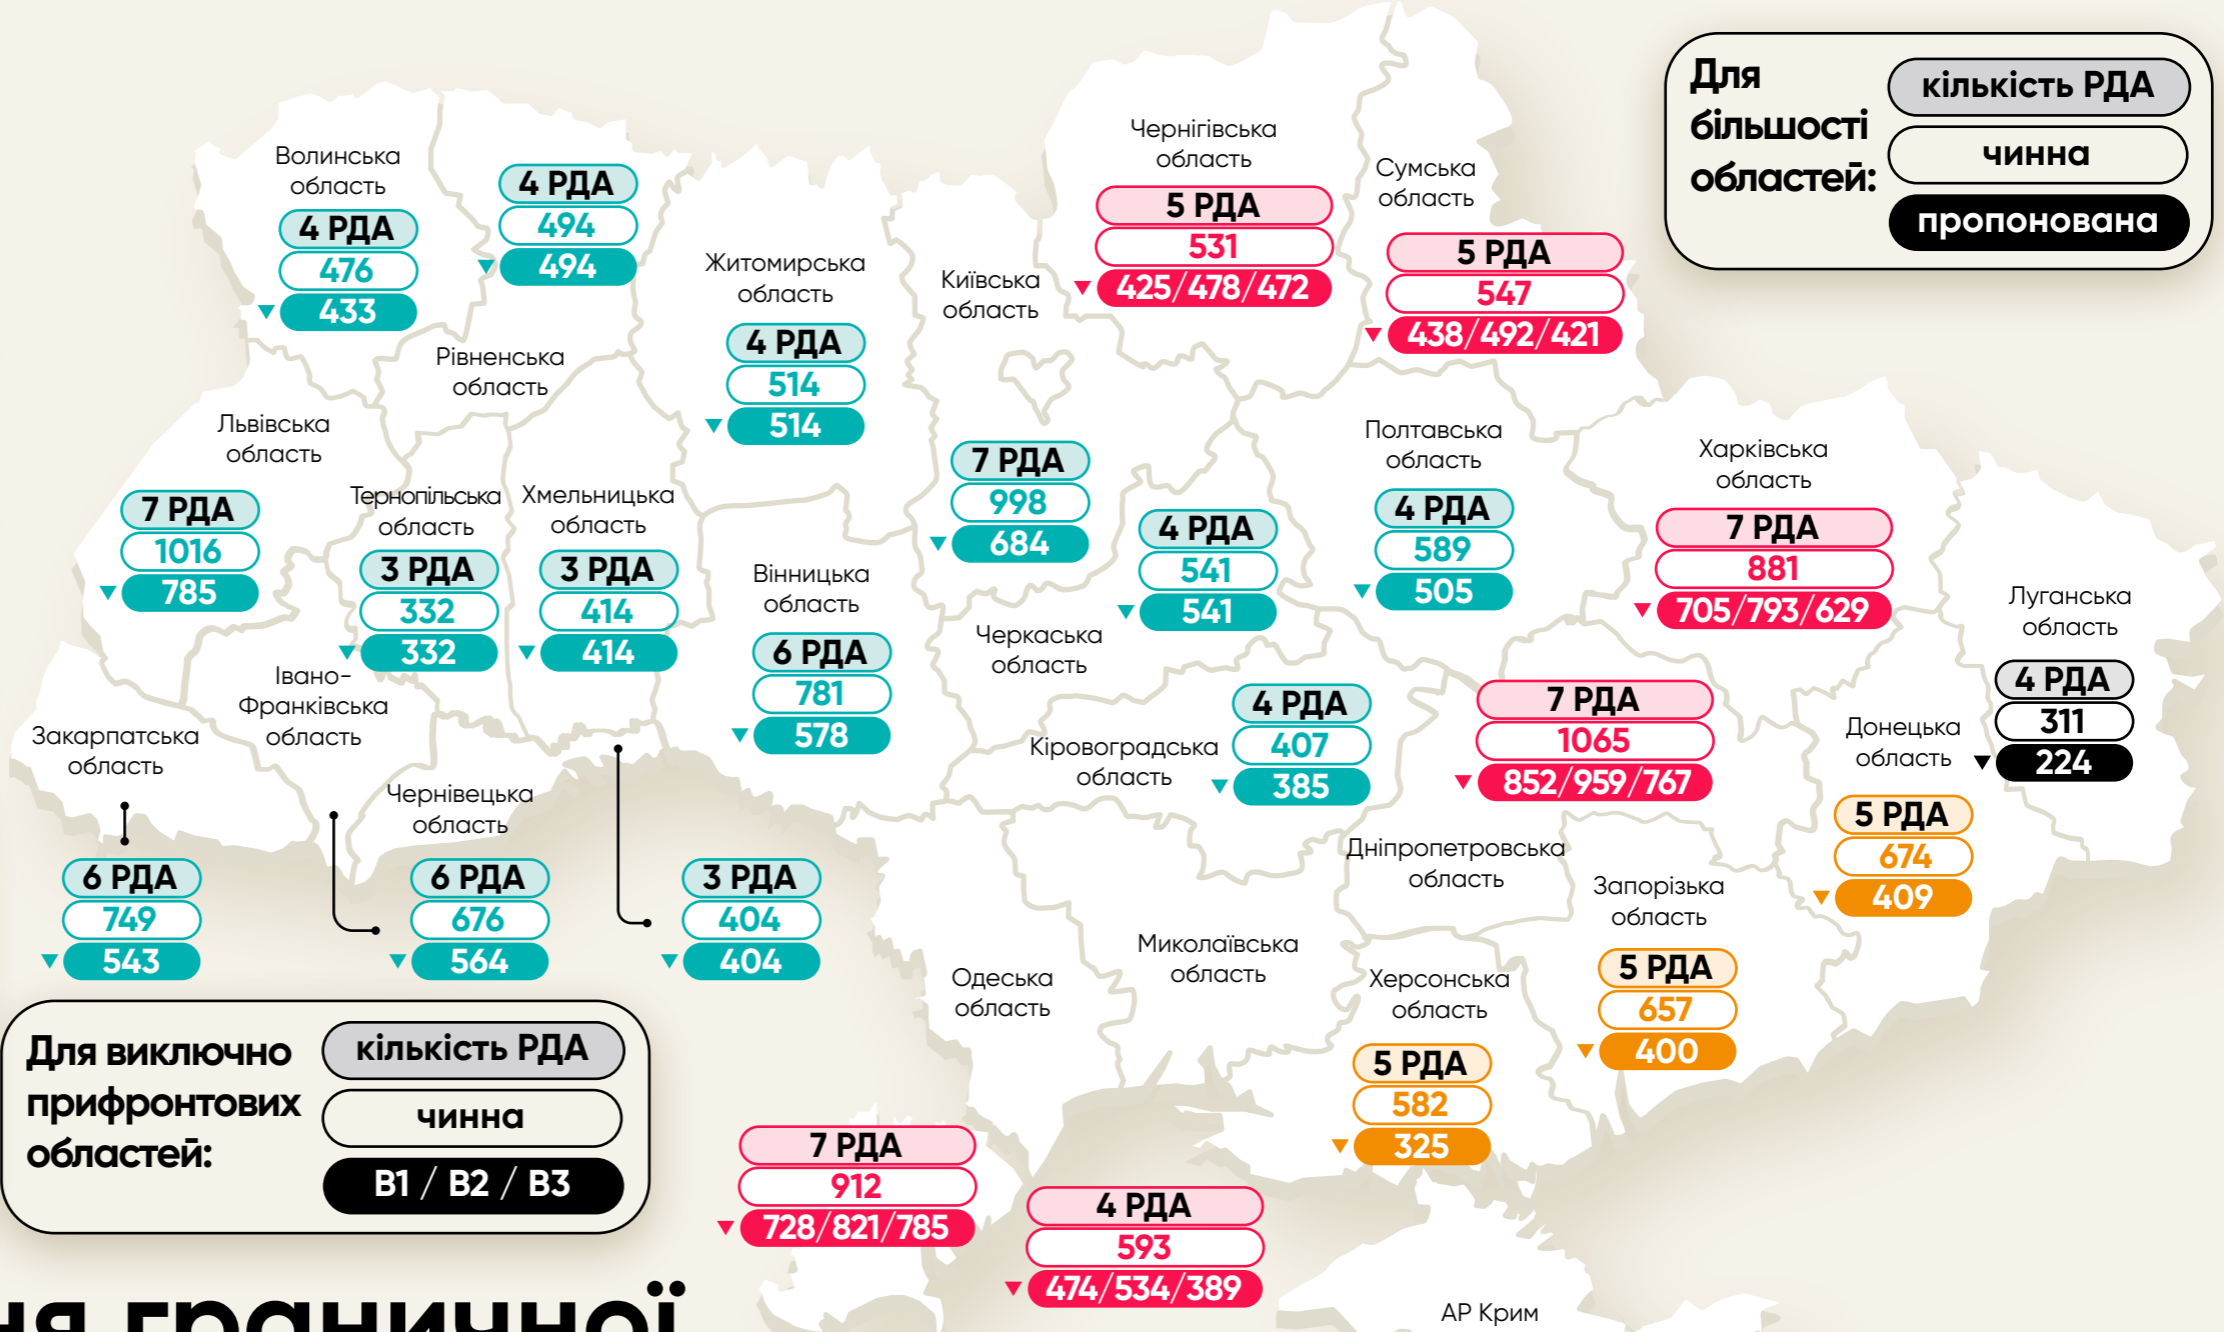 Для
більшості
областей:
кількість РДА
чинна
пропонована
Волинська
область
4 РДА
476
433
4 РДА
494
494
Рівненська
область
Житомирська
область
4 РДА
514
514
Київська
область
7 РДА
998
684
Чернігівська
область
5 РДА
531
425/478/472
Сумська
область
5 РДА
547
438/492/421
Львівська
область
7 РДА
1016
785
Тернопільська
область
3 РДА
332
332
Хмельницька
область
3 РДА
414
414
Вінницька
область
6 РДА
781
578
Черкаська
область
4 РДА
541
541
Полтавська
область
4 РДА
589
505
Харківська
область
7 РДА
881
705/793/629
Луганська
область
4 РДА
311
224
Івано-
Франківська
область
Закарпатська
область
6 РДА
749
543
Чернівецька
область
6 РДА
676
564
3 РДА
404
404
Кіровоградська
область
4 РДА
407
385
7 РДА
1065
852/959/767
Дніпропетровська
область
Донецька
область
5 РДА
674
409
Запорізька
область
5 РДА
657
400
Одеська
область
Миколаївська
область
Херсонська
область
5 РДА
582
325
7 РДА
912
728/821/785
4 РДА
593
474/534/389
АР Крим
Для виключно
прифронтових
областей:
кількість РДА
чинна
В1 / В2 / В3
ня граничної